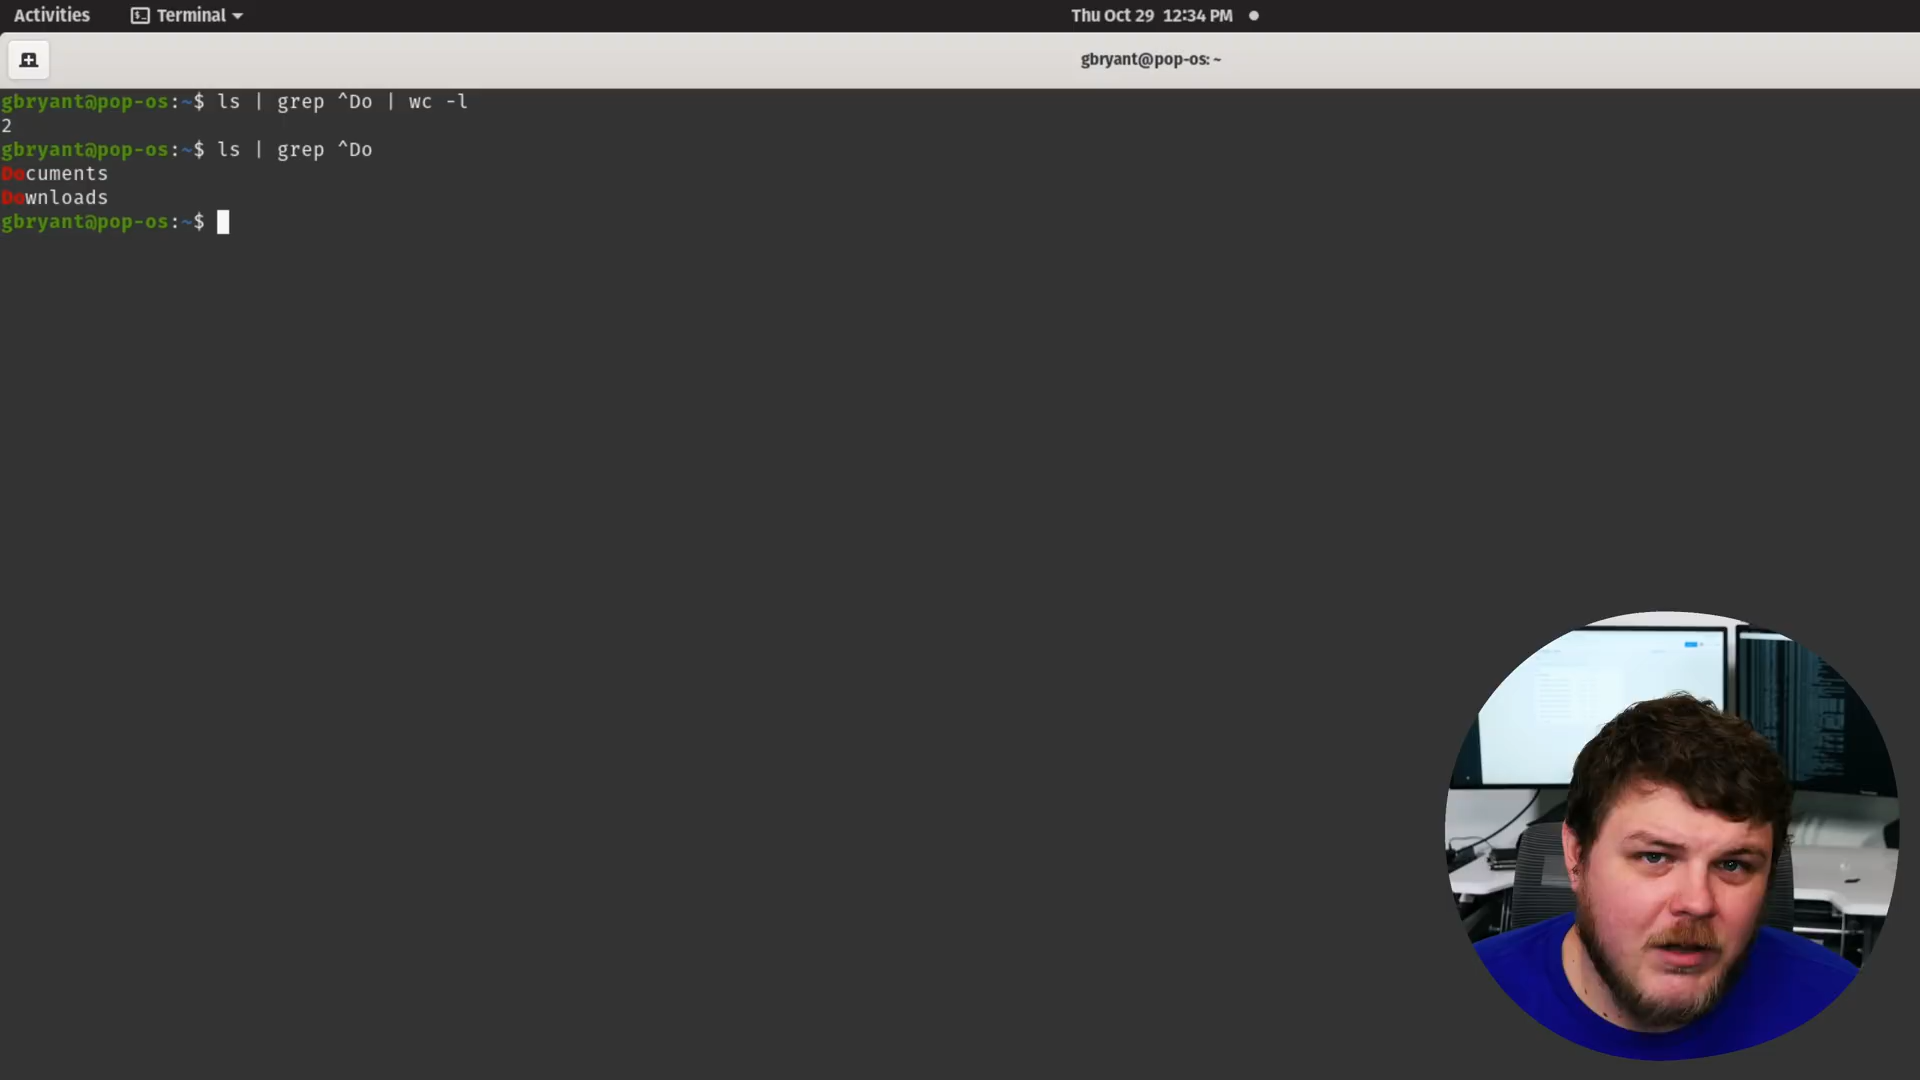 Activities Terminal Thu Oct 29 12:34 PM
gbryant@pop-os: ~
gbryant@pop-os:~$ ls | grep ^Do | wc -l
2
gbryant@pop-os:~$ ls | grep ^Do
Documents
Downloads
gbryant@pop-os:~$